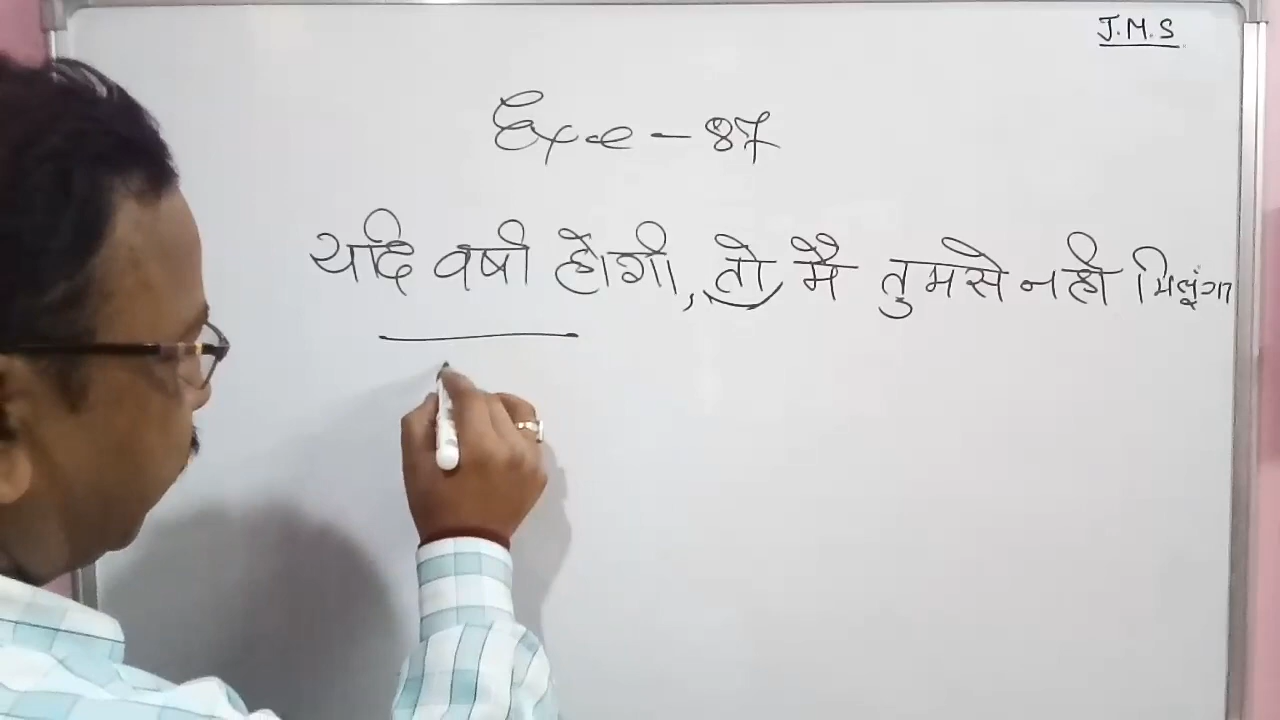 J.M.S
Exe - 87
यदि वर्षा होगी, तो मै तुमसे नही मिलूंगा